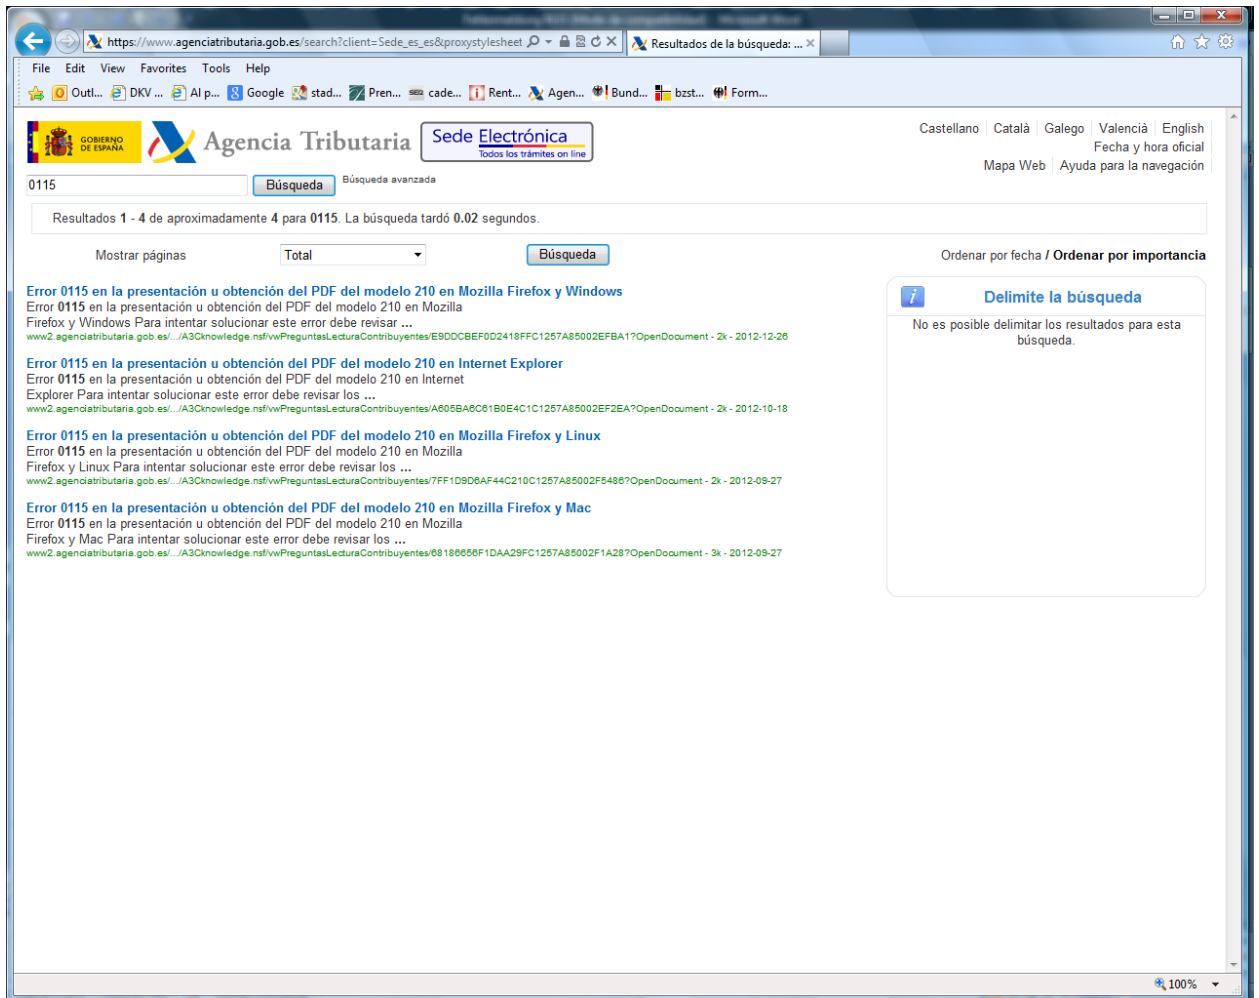 https://www.agenciatributaria.gob.es/search?client=Sede_es_es&proxystylesheet
Resultados de la búsqueda: ...
File Edit View Favorites Tools Help
Outl... DKV ... Al p... Google stad... Pren... cade... Rent... Agen... Bund... bzst... Form...
GOBIERNO
DE ESPAÑA
Agencia Tributaria
Sede Electrónica
Todos los trámites on line
Castellano Català Galego Valencià English
Fecha y hora oficial
Mapa Web Ayuda para la navegación
0115 Búsqueda Búsqueda avanzada
Resultados 1 - 4 de aproximadamente 4 para 0115. La búsqueda tardó 0.02 segundos.
Mostrar páginas Total Búsqueda Ordenar por fecha / Ordenar por importancia
Error 0115 en la presentación u obtención del PDF del modelo 210 en Mozilla Firefox y Windows
Error 0115 en la presentación u obtención del PDF del modelo 210 en Mozilla
Firefox y Windows Para intentar solucionar este error debe revisar ...
www2.agenciatributaria.gob.es/.../A3Cknowledge.nsf/vwPreguntasLecturaContribuyentes/E9DDCBEF0D2418FFC1257A85002EFBA1?OpenDocument - 2k - 2012-12-26
Error 0115 en la presentación u obtención del PDF del modelo 210 en Internet Explorer
Error 0115 en la presentación u obtención del PDF del modelo 210 en Internet
Explorer Para intentar solucionar este error debe revisar los ...
www2.agenciatributaria.gob.es/.../A3Cknowledge.nsf/vwPreguntasLecturaContribuyentes/A605BA6C61B0E4C1C1257A85002EF2EA?OpenDocument - 2k - 2012-10-18
Error 0115 en la presentación u obtención del PDF del modelo 210 en Mozilla Firefox y Linux
Error 0115 en la presentación u obtención del PDF del modelo 210 en Mozilla
Firefox y Linux Para intentar solucionar este error debe revisar los ...
www2.agenciatributaria.gob.es/.../A3Cknowledge.nsf/vwPreguntasLecturaContribuyentes/7FF1D9D6AF44C210C1257A85002F5486?OpenDocument - 2k - 2012-09-27
Error 0115 en la presentación u obtención del PDF del modelo 210 en Mozilla Firefox y Mac
Error 0115 en la presentación u obtención del PDF del modelo 210 en Mozilla
Firefox y Mac Para intentar solucionar este error debe revisar los ...
www2.agenciatributaria.gob.es/.../A3Cknowledge.nsf/vwPreguntasLecturaContribuyentes/68186656F1DAA29FC1257A85002F1A28?OpenDocument - 3k - 2012-09-27
Delimite la búsqueda
No es posible delimitar los resultados para esta
búsqueda.
100%